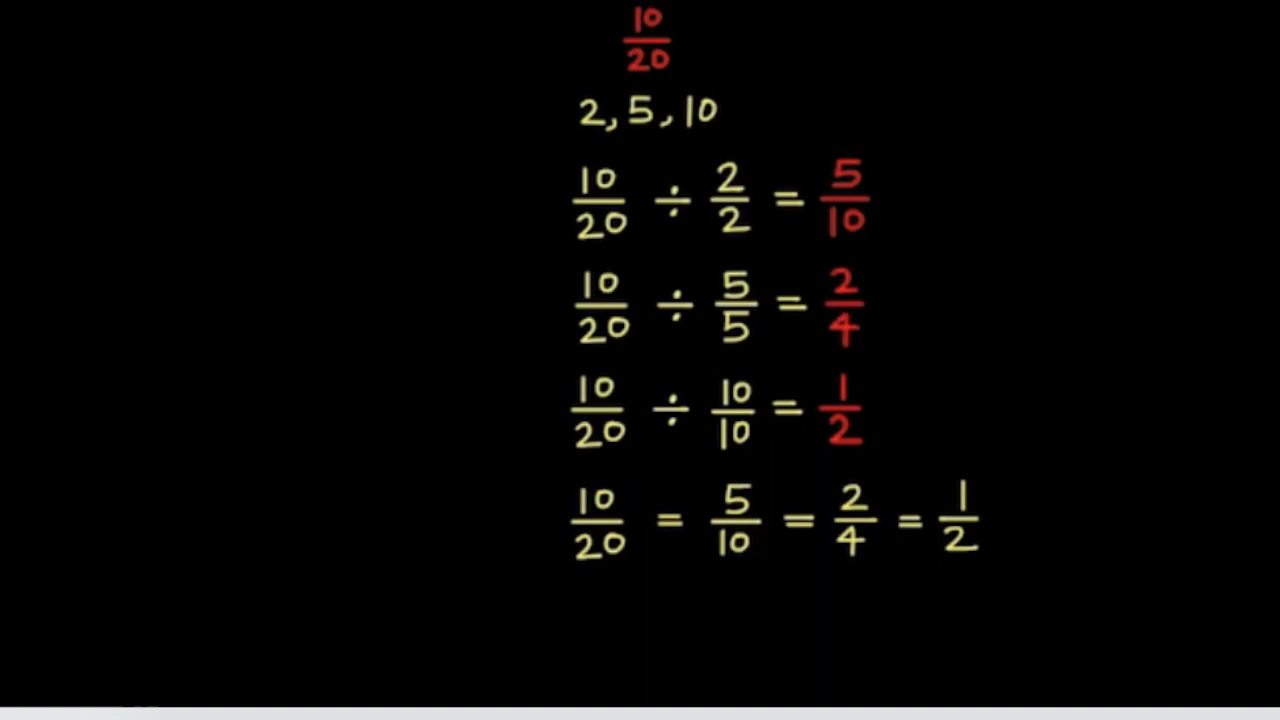 10/20
2, 5, 10
10/20 ÷ 2/2 = 5/10
10/20 ÷ 5/5 = 2/4
10/20 ÷ 10/10 = 1/2
10/20 = 5/10 = 2/4 = 1/2